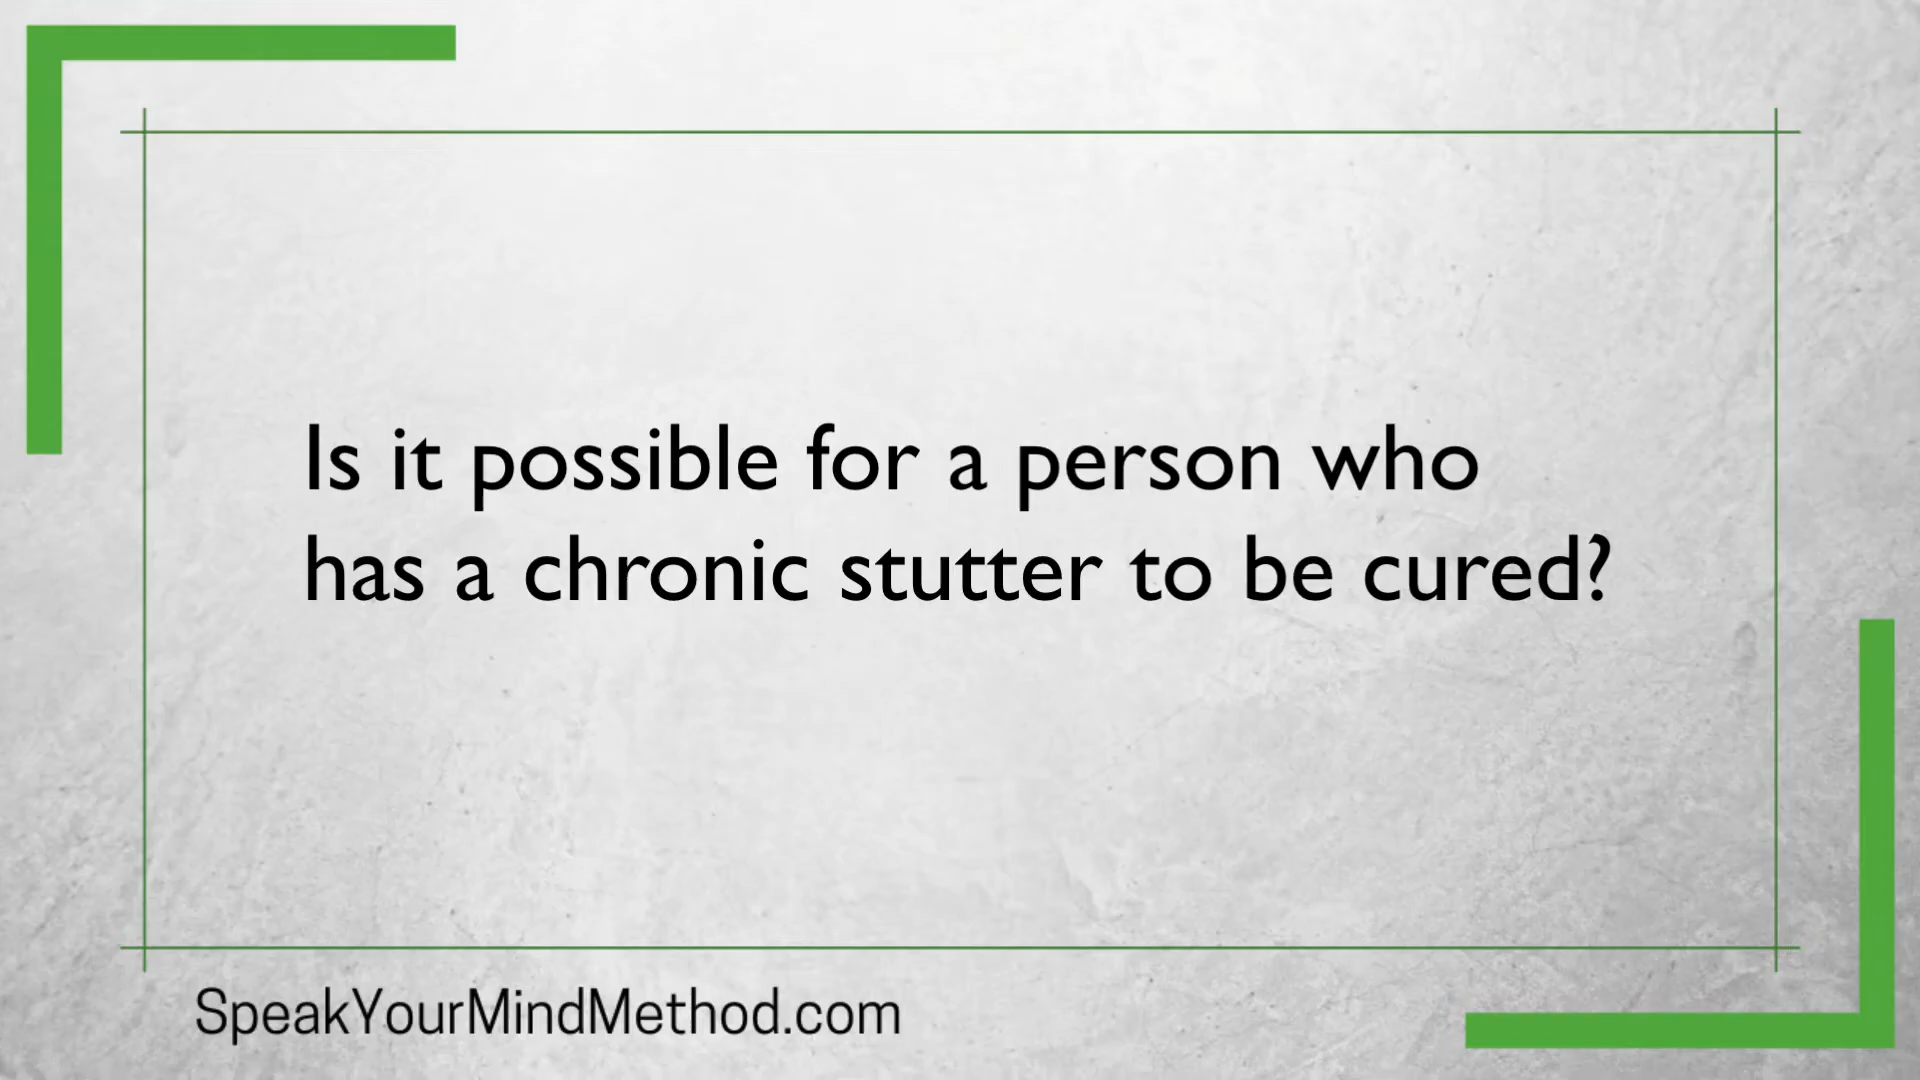 Is it possible for a person who
has a chronic stutter to be cured?
SpeakYourMindMethod.com